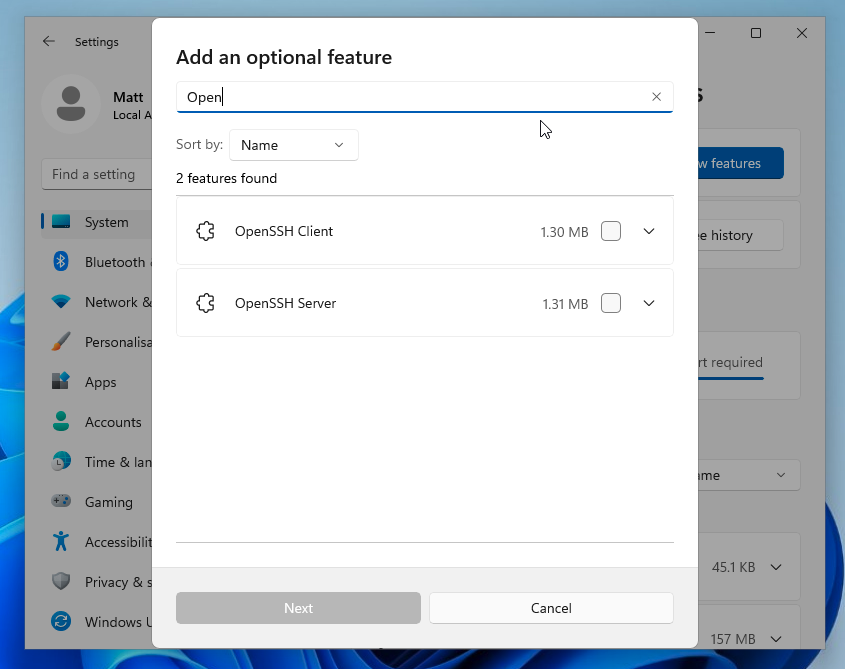 Settings
Matt
Local A
Find a setting
System
Bluetooth
Network &
Personalisa
Apps
Accounts
Time & lan
Gaming
Accessibilit
Privacy & s
Windows U
Add an optional feature
Open
Sort by:
Name
2 features found
OpenSSH Client
1.30 MB
OpenSSH Server
1.31 MB
Next
Cancel
s
w features
e history
rt required
me
45.1 KB
157 MB